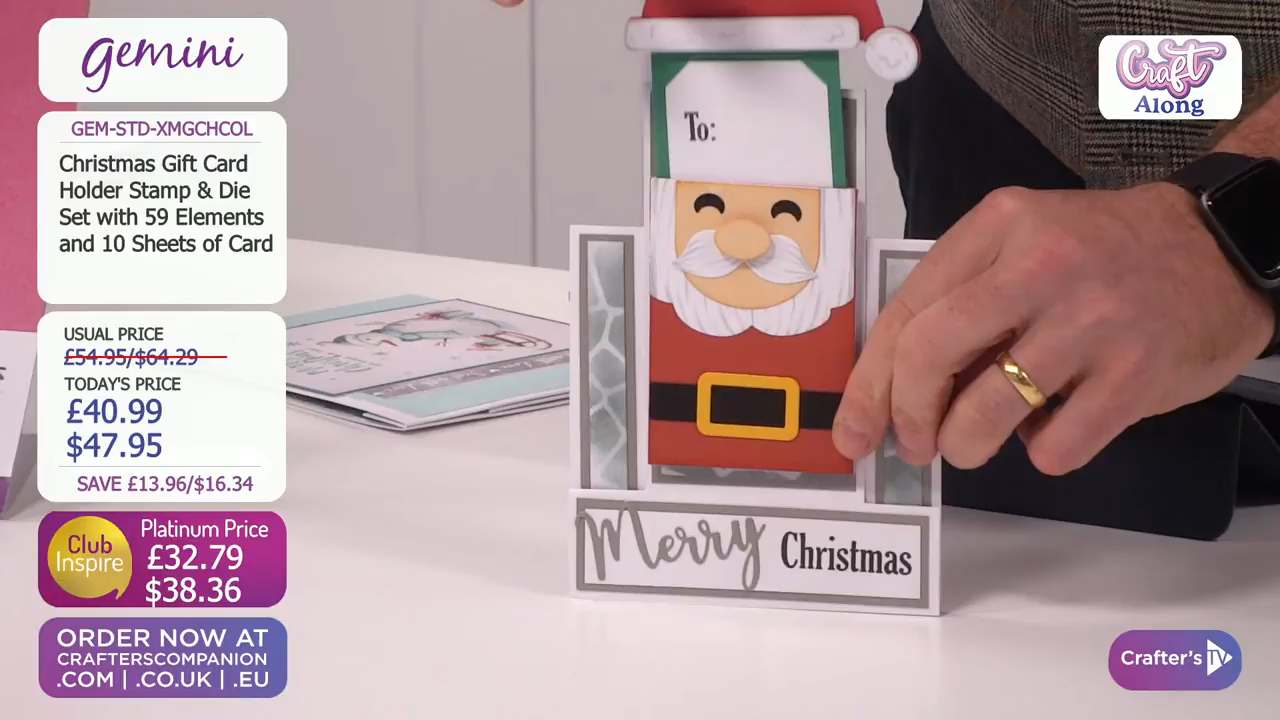 gemini
GEM-STD-XMGCHCOL
Christmas Gift Card
Holder Stamp & Die
Set with 59 Elements
and 10 Sheets of Card
USUAL PRICE
£54.95/$64.29
TODAY'S PRICE
£40.99
$47.95
SAVE £13.96/$16.34
Club
Inspire
Platinum Price
£32.79
$38.36
ORDER NOW AT
CRAFTERSCOMPANION
.COM | .CO.UK | .EU
Craft
Along
To:
Merry Christmas
Crafter's TV